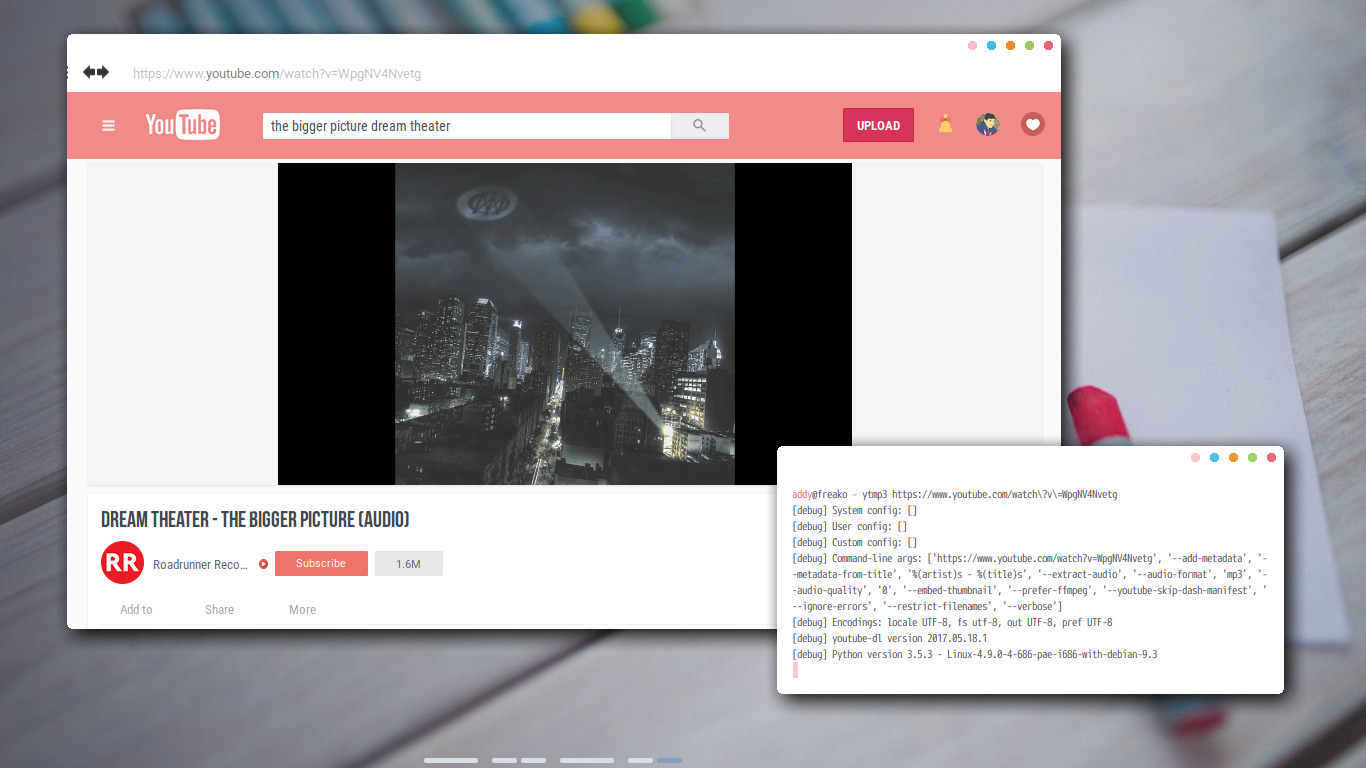 https://www.youtube.com/watch?v=WpgNV4Nvetg
YouTube
the bigger picture dream theater
UPLOAD
DREAM THEATER - THE BIGGER PICTURE (AUDIO)
RR
Roadrunner Reco...
Subscribe
1.6M
Add to
Share
More
addy@freako - ytmp3 https://www.youtube.com/watch\?v\=WpgNV4Nvetg
[debug] System config: []
[debug] User config: []
[debug] Custom config: []
[debug] Command-line args: ['https://www.youtube.com/watch?v=WpgNV4Nvetg', '--add-metadata', '-
-metadata-from-title', '%(artist)s - %(title)s', '--extract-audio', '--audio-format', 'mp3', '-
-audio-quality', '0', '--embed-thumbnail', '--prefer-ffmpeg', '--youtube-skip-dash-manifest', '
--ignore-errors', '--restrict-filenames', '--verbose']
[debug] Encodings: locale UTF-8, fs utf-8, out UTF-8, pref UTF-8
[debug] youtube-dl version 2017.05.18.1
[debug] Python version 3.5.3 - Linux-4.9.0-4-686-pae-i686-with-debian-9.3